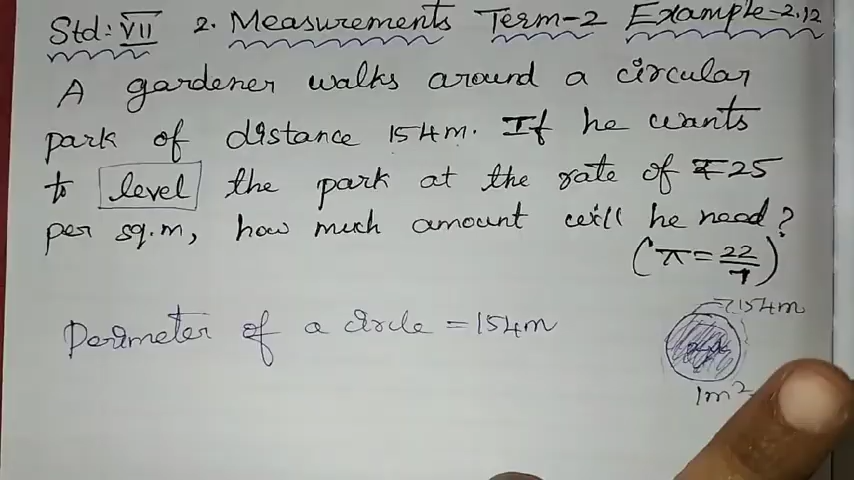 Std: VII 2. Measurements Term-2 Example-2.12
A gardener walks around a circular
park of distance 154m. If he wants
to level the park at the rate of ₹25
per sq.m, how much amount will he need?
(π = 22/7)
Perimeter of a circle = 154m
154m
1m²